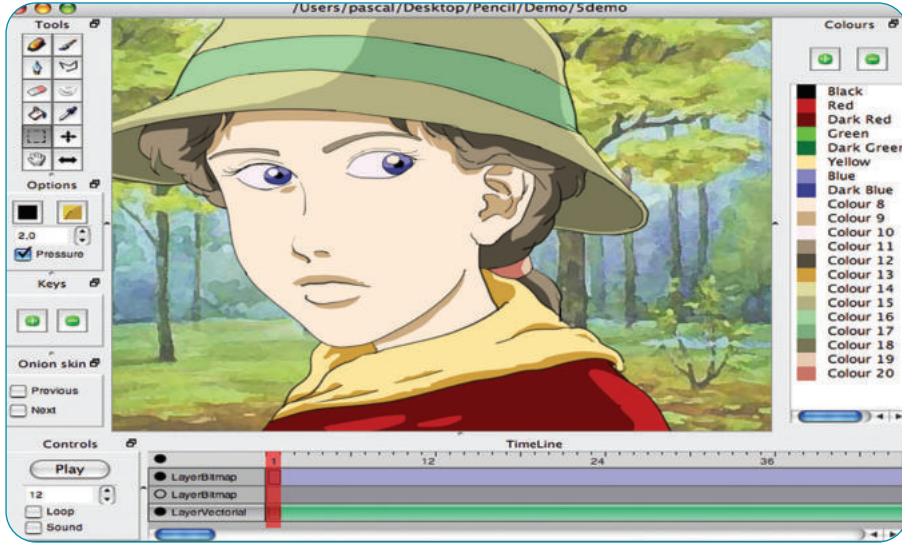 /Users/pascal/Desktop/Pencil/Demo/5demo
Tools
Options
2,0
Pressure
Keys
Onion skin
Previous
Next
Colours
Black
Red
Dark Red
Green
Dark Green
Yellow
Blue
Dark Blue
Colour 8
Colour 9
Colour 10
Colour 11
Colour 12
Colour 13
Colour 14
Colour 15
Colour 16
Colour 17
Colour 18
Colour 19
Colour 20
Controls
Play
12
Loop
Sound
TimeLine
1 12 24 36
LayerBitmap
LayerBitmap
LayerVectorial